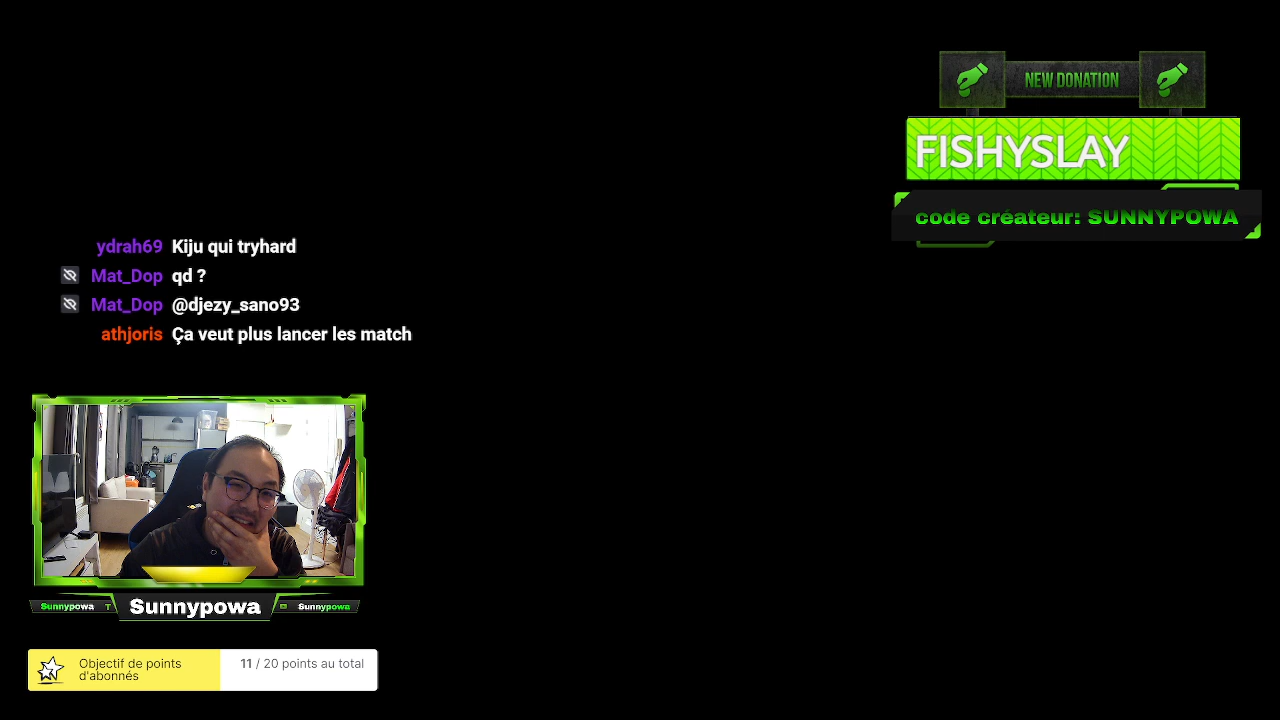 NEW DONATION
FISHYSLAY
code créateur: SUNNYPOWA
ydrah69 Kiju qui tryhard
Mat_Dop qd ?
Mat_Dop @djezy_sano93
athjoris Ça veut plus lancer les match
Sunnypowa
Sunnypowa
Sunnypowa
Objectif de points
d'abonnés
11 / 20 points au total